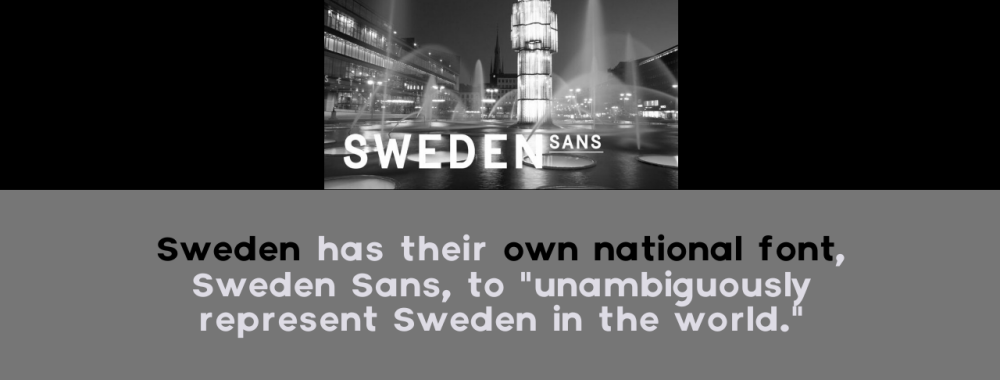 SWEDEN SANS
Sweden has their own national font,
Sweden Sans, to "unambiguously
represent Sweden in the world."